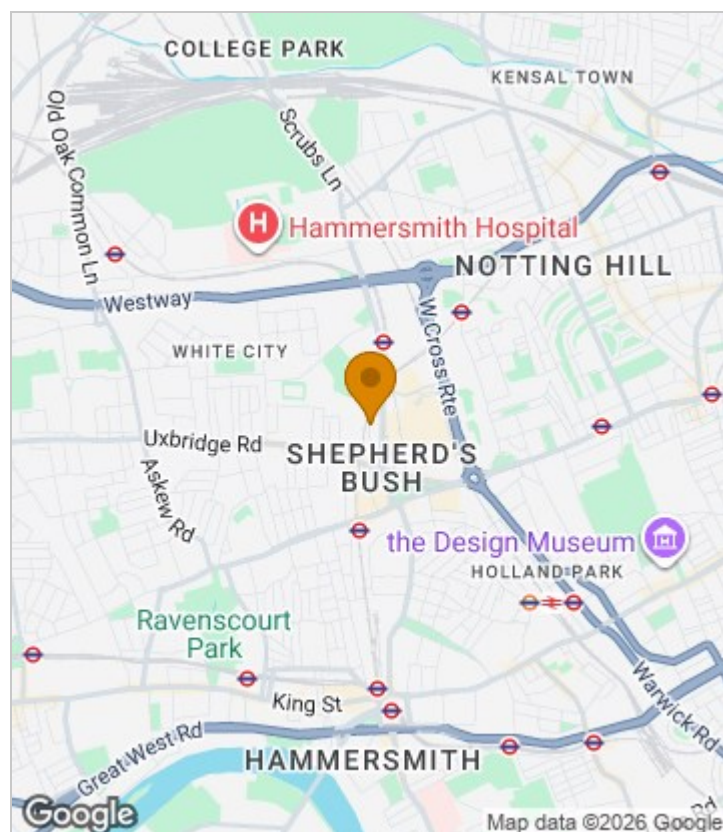 COLLEGE PARK
KENSAL TOWN
Old Oak Common Ln
Scrubs Ln
H
Hammersmith Hospital
NOTTING HILL
Westway
W Cross Rte
WHITE CITY
Uxbridge Rd
SHEPHERD'S
BUSH
Askew Rd
the Design Museum
HOLLAND PARK
Ravenscourt
Park
Warwick Rd
King St
Great West Rd
HAMMERSMITH
Rd
Google
Map data ©2026 Google